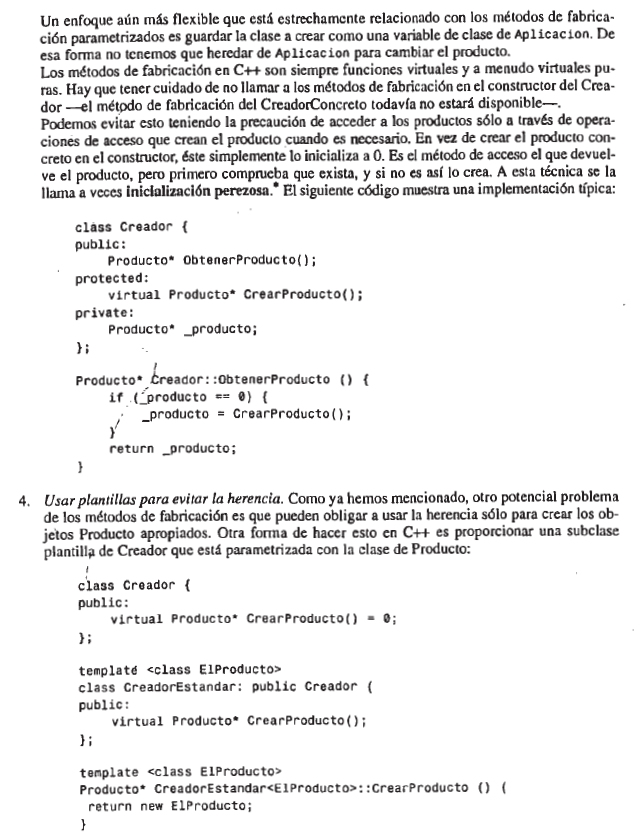 Un enfoque aún más flexible que está estrechamente relacionado con los métodos de fabrica-
ción parametrizados es guardar la clase a crear como una variable de clase de Aplicacion. De
esa forma no tenemos que heredar de Aplicacion para cambiar el producto.
Los métodos de fabricación en C++ son siempre funciones virtuales y a menudo virtuales pu-
ras. Hay que tener cuidado de no llamar a los métodos de fabricación en el constructor del Crea-
dor —el método de fabricación del CreadorConcreto todavía no estará disponible—.
Podemos evitar esto teniendo la precaución de acceder a los productos sólo a través de opera-
ciones de acceso que crean el producto cuando es necesario. En vez de crear el producto con-
creto en el constructor, éste simplemente lo inicializa a 0. Es el método de acceso el que devuel-
ve el producto, pero primero comprueba que exista, y si no es así lo crea. A esta técnica se la
llama a veces inicialización perezosa.* El siguiente código muestra una implementación típica:
class Creador {
public:
Producto* ObtenerProducto();
protected:
virtual Producto* CrearProducto();
private:
Producto* _producto;
};
Producto* Creador::ObtenerProducto () {
if (_producto == 0) {
_producto = CrearProducto();
}
return _producto;
}
4. Usar plantillas para evitar la herencia. Como ya hemos mencionado, otro potencial problema
de los métodos de fabricación es que pueden obligar a usar la herencia sólo para crear los ob-
jetos Producto apropiados. Otra forma de hacer esto en C++ es proporcionar una subclase
plantilla de Creador que está parametrizada con la clase de Producto:
class Creador {
public:
virtual Producto* CrearProducto() = 0;
};
template <class ElProducto>
class CreadorEstandar: public Creador {
public:
virtual Producto* CrearProducto();
};
template <class ElProducto>
Producto* CreadorEstandar<ElProducto>::CrearProducto () {
return new ElProducto;
}